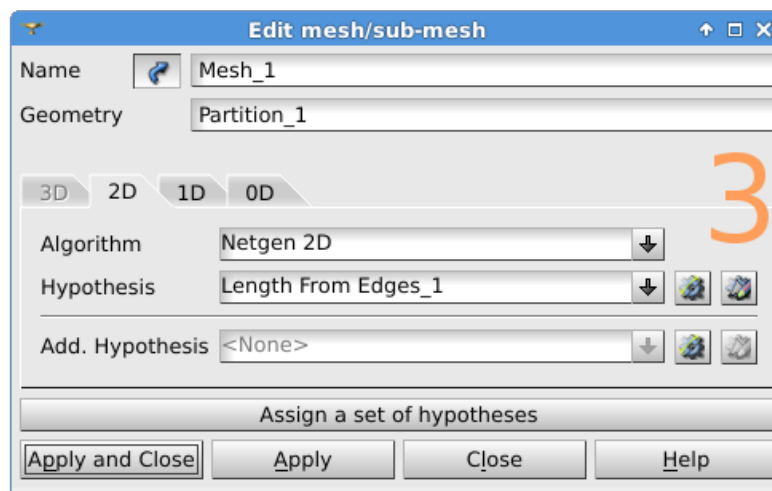 Edit mesh/sub-mesh
Name Mesh_1
Geometry Partition_1
3
3D 2D 1D 0D
Algorithm Netgen 2D
Hypothesis Length From Edges_1
Add. Hypothesis <None>
Assign a set of hypotheses
Apply and Close Apply Close Help